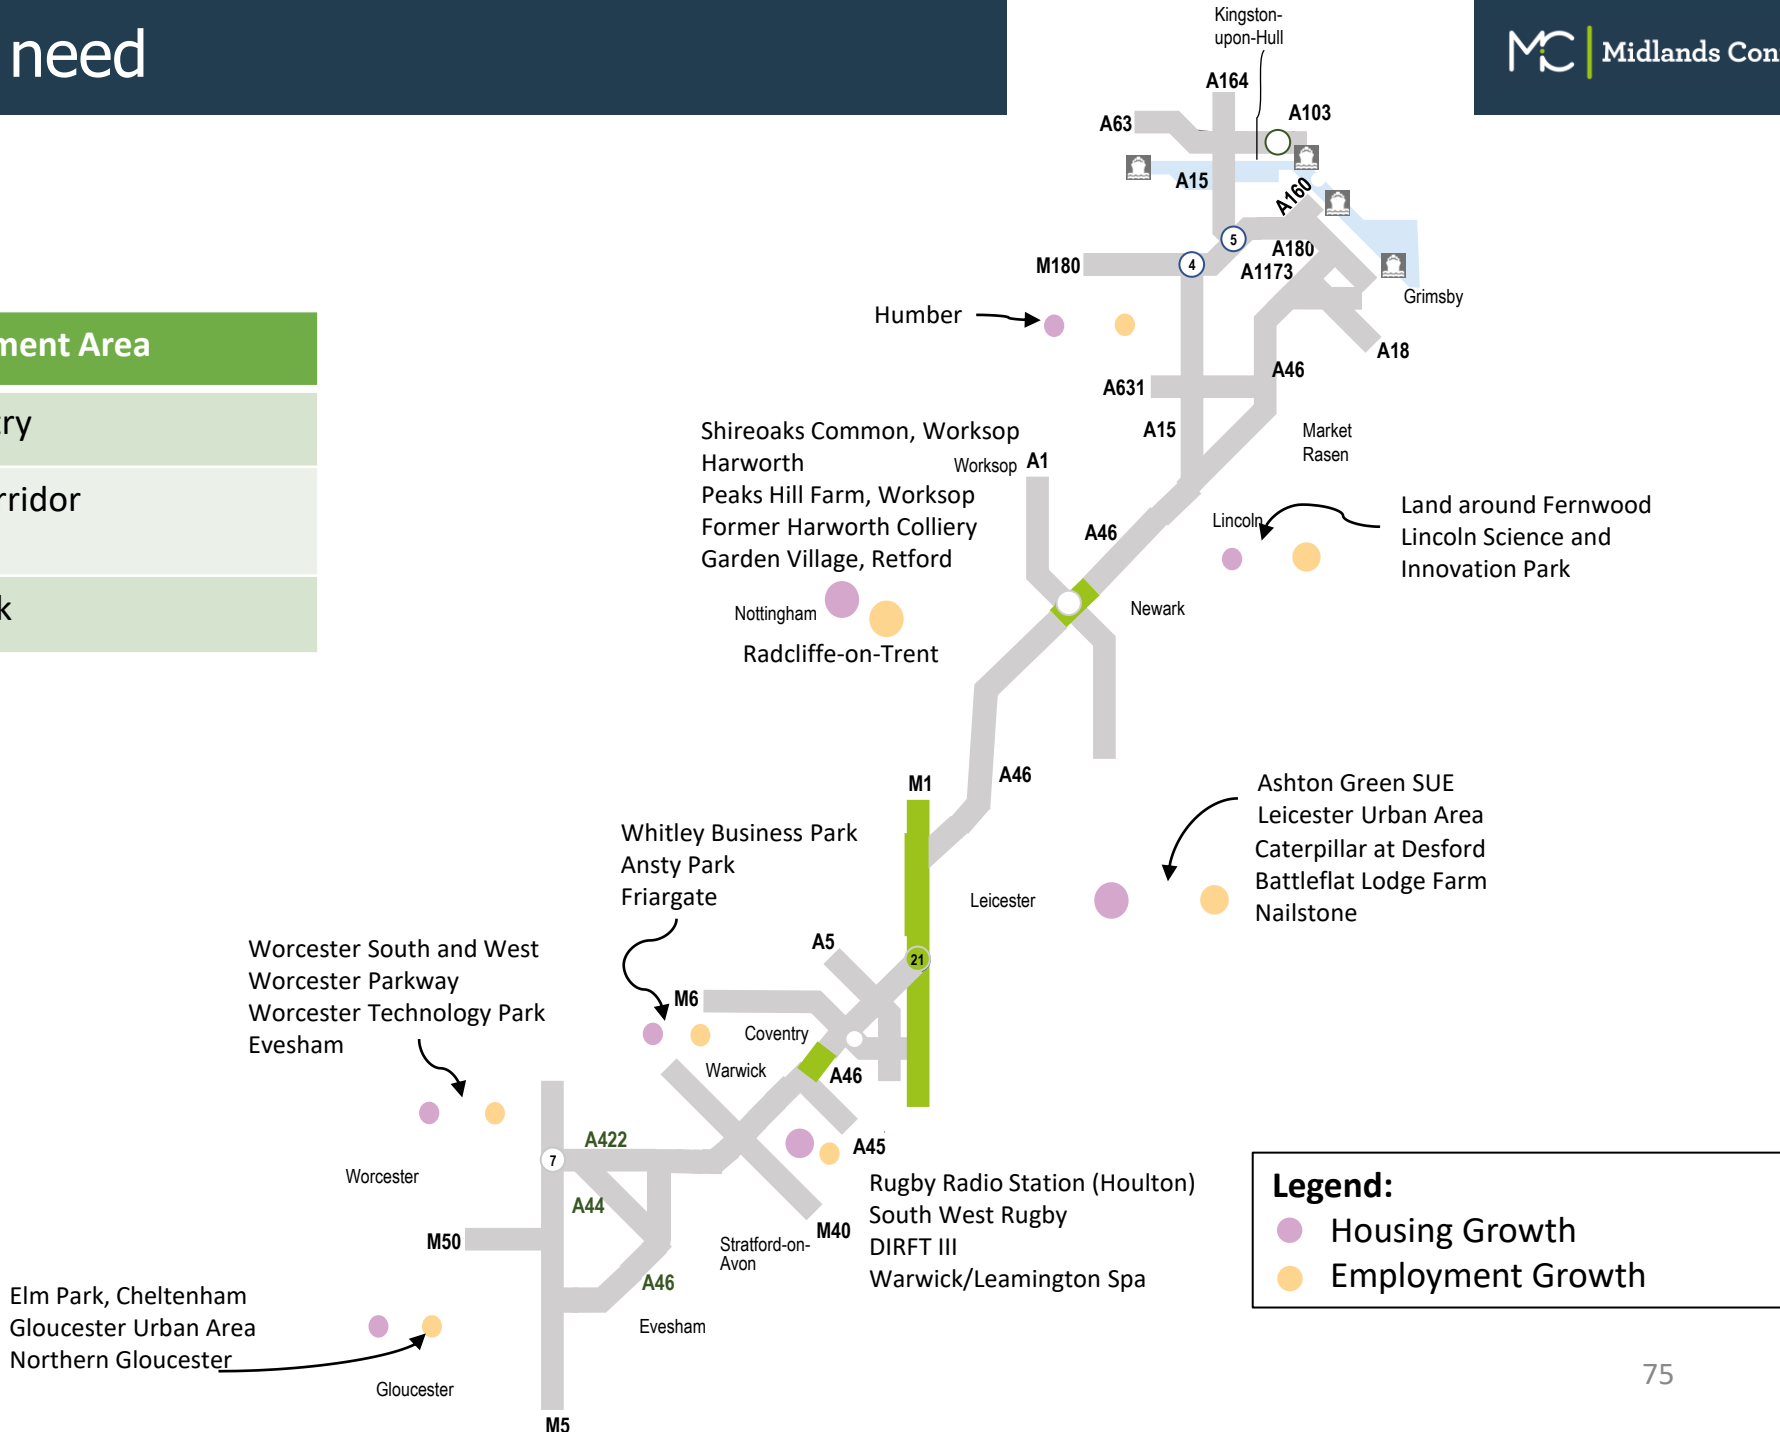 need
Midlands Con
Kingston-
upon-Hull
A164
A63
A103
A15
A160
5
A180
M180
4
A1173
Grimsby
Humber
A18
A46
A631
ment Area
try
rridor
k
Shireoaks Common, Worksop
Harworth
Peaks Hill Farm, Worksop
Former Harworth Colliery
Garden Village, Retford
Worksop
A1
A15
Market
Rasen
Lincoln
A46
Land around Fernwood
Lincoln Science and
Innovation Park
Nottingham
Newark
Radcliffe-on-Trent
A46
M1
Ashton Green SUE
Leicester Urban Area
Caterpillar at Desford
Battleflat Lodge Farm
Nailstone
Whitley Business Park
Ansty Park
Friargate
Leicester
A5
21
M6
Coventry
Warwick
A46
Worcester South and West
Worcester Parkway
Worcester Technology Park
Evesham
A422
7
A45
Worcester
A44
Rugby Radio Station (Houlton)
South West Rugby
DIRFT III
Warwick/Leamington Spa
M40
Stratford-on-
Avon
M50
A46
Evesham
Elm Park, Cheltenham
Gloucester Urban Area
Northern Gloucester
Gloucester
M5
Legend:
Housing Growth
Employment Growth
75